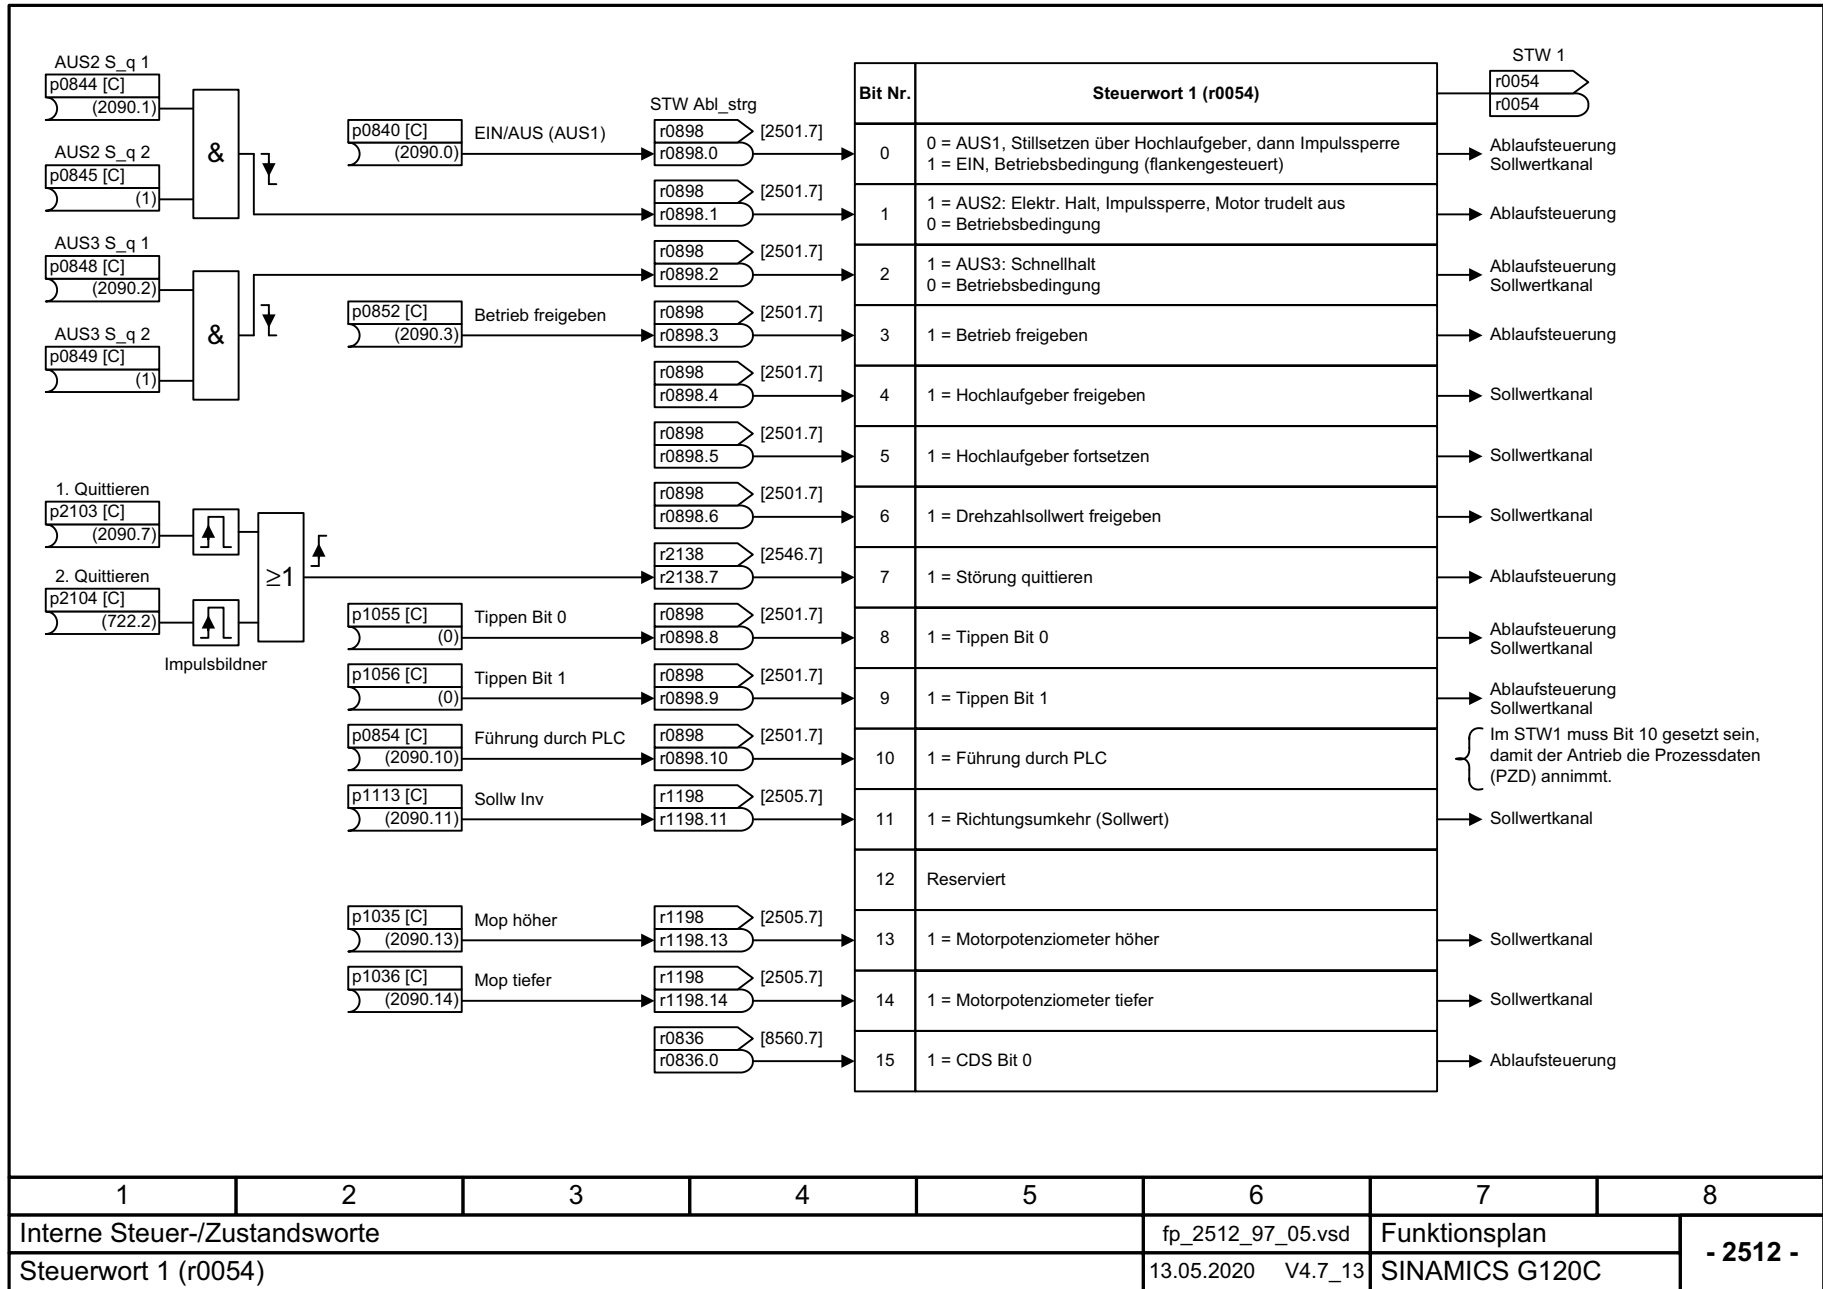 AUS2 S_q 1
p0844 [C]
(2090.1)
AUS2 S_q 2
p0845 [C]
(1)
&
AUS3 S_q 1
p0848 [C]
(2090.2)
AUS3 S_q 2
p0849 [C]
(1)
&
1. Quittieren
p2103 [C]
(2090.7)
2. Quittieren
p2104 [C]
(722.2)
≥1
Impulsbildner
STW Abl_strg
Bit Nr.
Steuerwort 1 (r0054)
STW 1
r0054
r0054
p0840 [C]
(2090.0)
EIN/AUS (AUS1)
r0898
r0898.0
[2501.7]
0
0 = AUS1, Stillsetzen über Hochlaufgeber, dann Impulssperre
1 = EIN, Betriebsbedingung (flankengesteuert)
Ablaufsteuerung
Sollwertkanal
r0898
r0898.1
[2501.7]
1
1 = AUS2: Elektr. Halt, Impulssperre, Motor trudelt aus
0 = Betriebsbedingung
Ablaufsteuerung
r0898
r0898.2
[2501.7]
2
1 = AUS3: Schnellhalt
0 = Betriebsbedingung
Ablaufsteuerung
Sollwertkanal
p0852 [C]
(2090.3)
Betrieb freigeben
r0898
r0898.3
[2501.7]
3
1 = Betrieb freigeben
Ablaufsteuerung
r0898
r0898.4
[2501.7]
4
1 = Hochlaufgeber freigeben
Sollwertkanal
r0898
r0898.5
[2501.7]
5
1 = Hochlaufgeber fortsetzen
Sollwertkanal
r0898
r0898.6
[2501.7]
6
1 = Drehzahlsollwert freigeben
Sollwertkanal
r2138
r2138.7
[2546.7]
7
1 = Störung quittieren
Ablaufsteuerung
p1055 [C]
(0)
Tippen Bit 0
r0898
r0898.8
[2501.7]
8
1 = Tippen Bit 0
Ablaufsteuerung
Sollwertkanal
p1056 [C]
(0)
Tippen Bit 1
r0898
r0898.9
[2501.7]
9
1 = Tippen Bit 1
Ablaufsteuerung
Sollwertkanal
p0854 [C]
(2090.10)
Führung durch PLC
r0898
r0898.10
[2501.7]
10
1 = Führung durch PLC
Im STW1 muss Bit 10 gesetzt sein,
damit der Antrieb die Prozessdaten
(PZD) annimmt.
p1113 [C]
(2090.11)
Sollw Inv
r1198
r1198.11
[2505.7]
11
1 = Richtungsumkehr (Sollwert)
Sollwertkanal
12
Reserviert
p1035 [C]
(2090.13)
Mop höher
r1198
r1198.13
[2505.7]
13
1 = Motorpotenziometer höher
Sollwertkanal
p1036 [C]
(2090.14)
Mop tiefer
r1198
r1198.14
[2505.7]
14
1 = Motorpotenziometer tiefer
Sollwertkanal
r0836
r0836.0
[8560.7]
15
1 = CDS Bit 0
Ablaufsteuerung
1 2 3 4 5 6 7 8
Interne Steuer-/Zustandsworte
fp_2512_97_05.vsd
Funktionsplan
- 2512 -
Steuerwort 1 (r0054)
13.05.2020 V4.7_13
SINAMICS G120C